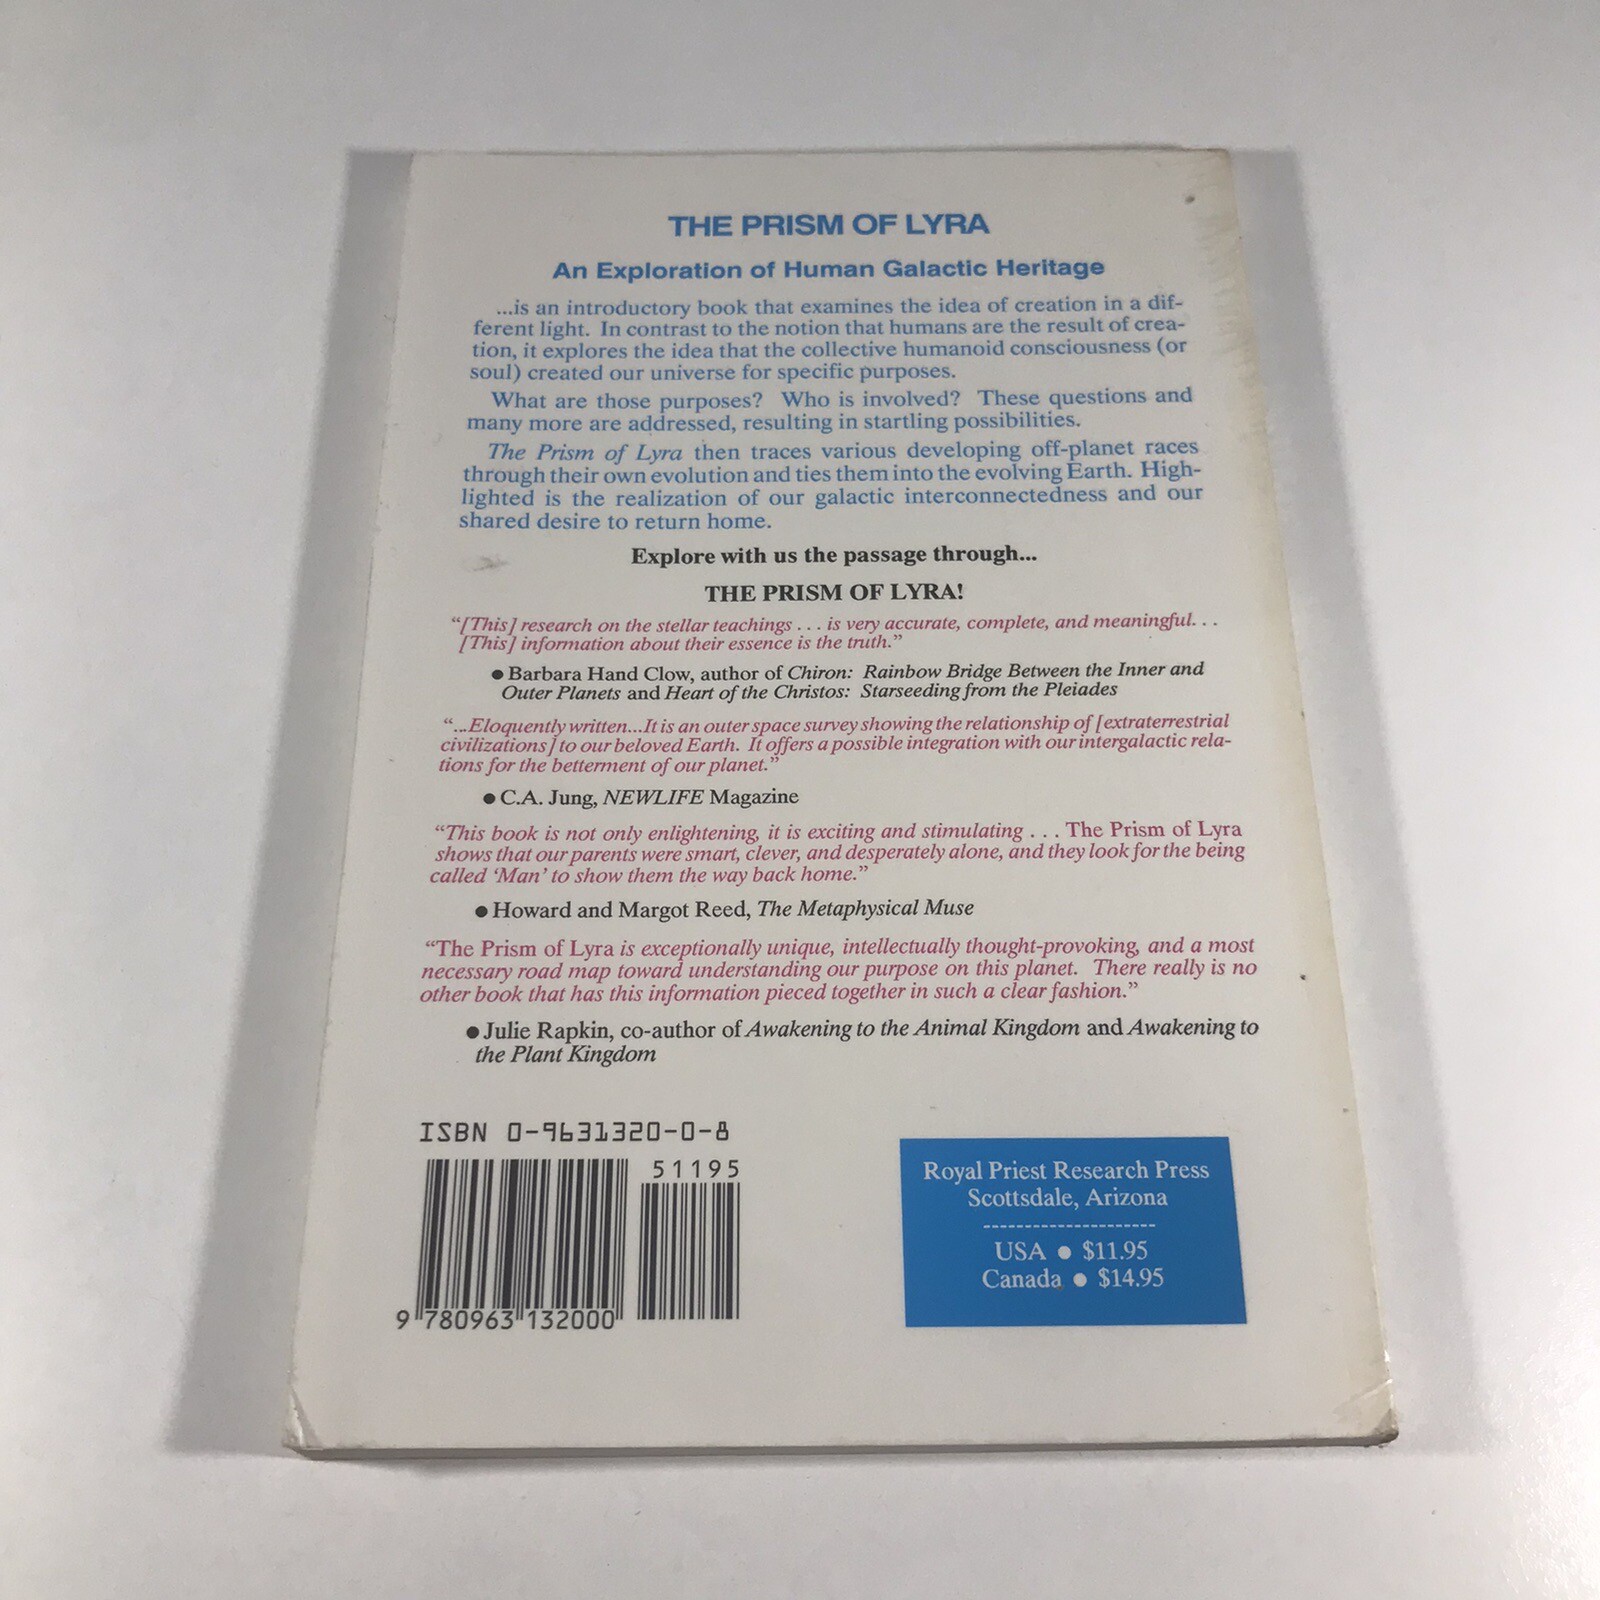 THE PRISM OF LYRA
An Exploration of Human Galactic Heritage
...is an introductory book that examines the idea of creation in a dif-
ferent light. In contrast to the notion that humans are the result of crea-
tion, it explores the idea that the collective humanoid consciousness (or
soul) created our universe for specific purposes.
What are those purposes? Who is involved? These questions and
many more are addressed, resulting in startling possibilities.
The Prism of Lyra then traces various developing off-planet races
through their own evolution and ties them into the evolving Earth. High-
lighted is the realization of our galactic interconnectedness and our
shared desire to return home.
Explore with us the passage through...
THE PRISM OF LYRA!
“[This] research on the stellar teachings . . . is very accurate, complete, and meaningful. . .
[This] information about their essence is the truth.”
● Barbara Hand Clow, author of Chiron: Rainbow Bridge Between the Inner and
Outer Planets and Heart of the Christos: Starseeding from the Pleiades
“...Eloquently written...It is an outer space survey showing the relationship of [extraterrestrial
civilizations] to our beloved Earth. It offers a possible integration with our intergalactic rela-
tions for the betterment of our planet.”
● C.A. Jung, NEWLIFE Magazine
“This book is not only enlightening, it is exciting and stimulating . . . The Prism of Lyra
shows that our parents were smart, clever, and desperately alone, and they look for the being
called ‘Man’ to show them the way back home.”
● Howard and Margot Reed, The Metaphysical Muse
“The Prism of Lyra is exceptionally unique, intellectually thought-provoking, and a most
necessary road map toward understanding our purpose on this planet. There really is no
other book that has this information pieced together in such a clear fashion.”
● Julie Rapkin, co-author of Awakening to the Animal Kingdom and Awakening to
the Plant Kingdom
ISBN 0-9631320-0-8
51195
9 780963 132000
Royal Priest Research Press
Scottsdale, Arizona
---------------------
USA ● $11.95
Canada ● $14.95